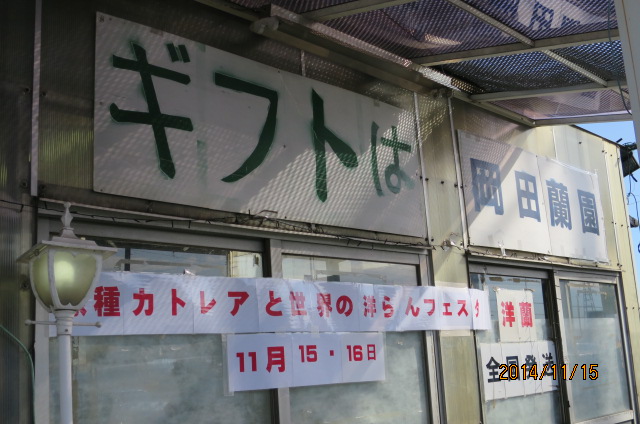 ギフトは
岡田蘭園
原種カトレアと世界の洋らんフェスタ
11月 15・16日
洋蘭
全国発送
2014/11/15